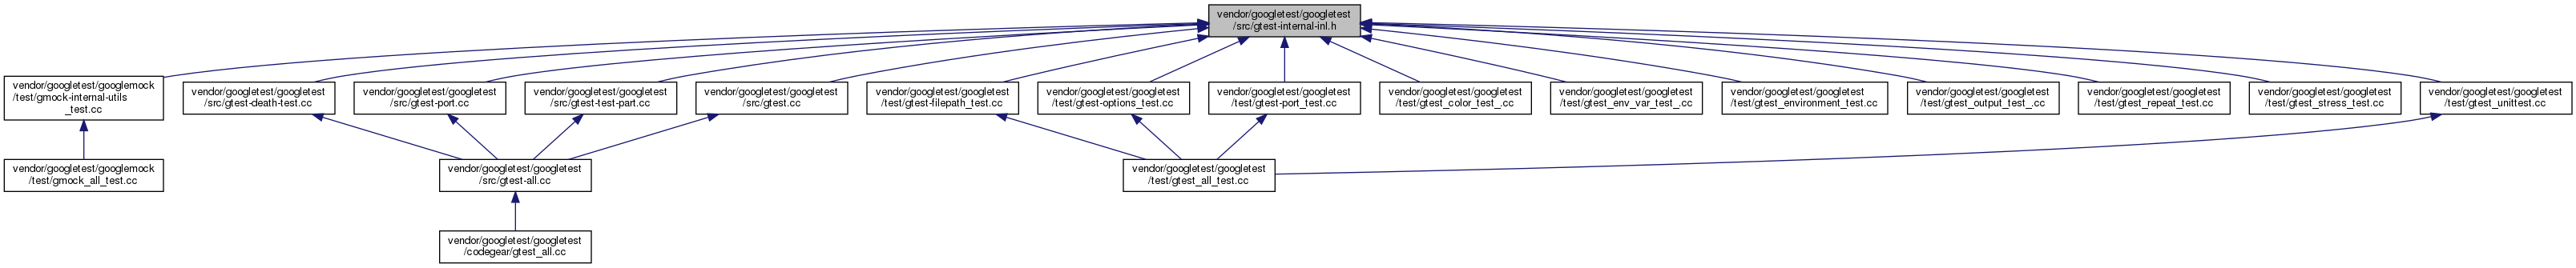 vendor/googletest/googletest
/src/gtest-internal-inl.h
vendor/googletest/googlemock
/test/gmock-internal-utils
_test.cc
vendor/googletest/googletest
/src/gtest-death-test.cc
vendor/googletest/googletest
/src/gtest-port.cc
vendor/googletest/googletest
/src/gtest-test-part.cc
vendor/googletest/googletest
/src/gtest.cc
vendor/googletest/googletest
/test/gtest-filepath_test.cc
vendor/googletest/googletest
/test/gtest-options_test.cc
vendor/googletest/googletest
/test/gtest-port_test.cc
vendor/googletest/googletest
/test/gtest_color_test_.cc
vendor/googletest/googletest
/test/gtest_env_var_test_.cc
vendor/googletest/googletest
/test/gtest_environment_test.cc
vendor/googletest/googletest
/test/gtest_output_test_.cc
vendor/googletest/googletest
/test/gtest_repeat_test.cc
vendor/googletest/googletest
/test/gtest_stress_test.cc
vendor/googletest/googletest
/test/gtest_unittest.cc
vendor/googletest/googlemock
/test/gmock_all_test.cc
vendor/googletest/googletest
/src/gtest-all.cc
vendor/googletest/googletest
/test/gtest_all_test.cc
vendor/googletest/googletest
/codegear/gtest_all.cc